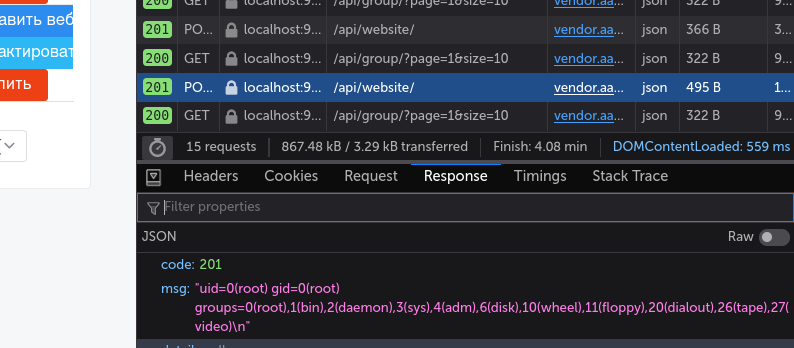 200 GET localhost:9... /api/group/?page=1&size=10 vendor.aa... json 322 B 9...
авить веб
201 PO... localhost:9... /api/website/ vendor.aa... json 366 B 3...
актироват
200 GET localhost:9... /api/group/?page=1&size=10 vendor.aa... json 322 B 9...
лить
201 PO... localhost:9... /api/website/ vendor.aa... json 495 B 1...
200 GET localhost:9... /api/group/?page=1&size=10 vendor.aa... json 322 B 9...
15 requests 867.48 kB / 3.29 kB transferred Finish: 4.08 min DOMContentLoaded: 559 ms
Headers Cookies Request Response Timings Stack Trace
Filter properties
JSON Raw
code: 201
msg: "uid=0(root) gid=0(root)
groups=0(root),1(bin),2(daemon),3(sys),4(adm),6(disk),10(wheel),11(floppy),20(dialout),26(tape),27(
video)\n"